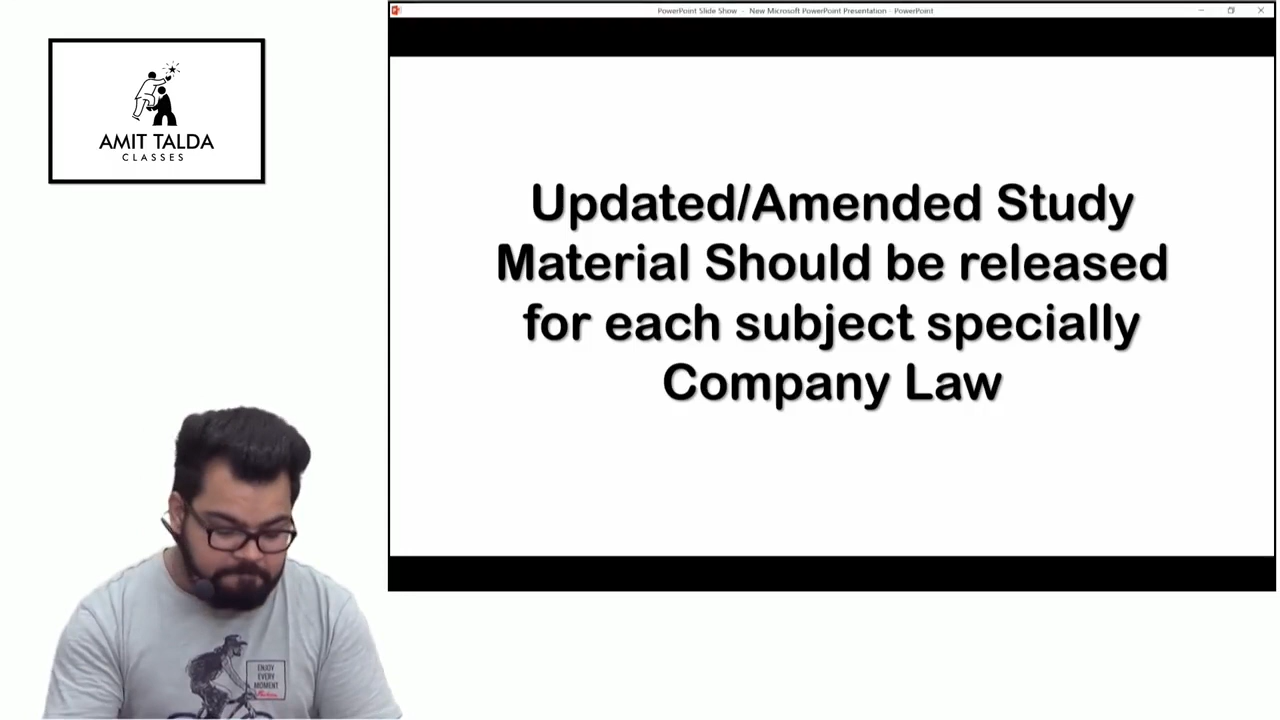 PowerPoint Slide Show - New Microsoft PowerPoint Presentation - PowerPoint
AMIT TALDA
CLASSES
Updated/Amended Study
Material Should be released
for each subject specially
Company Law
ENJOY
EVERY
MOMENT